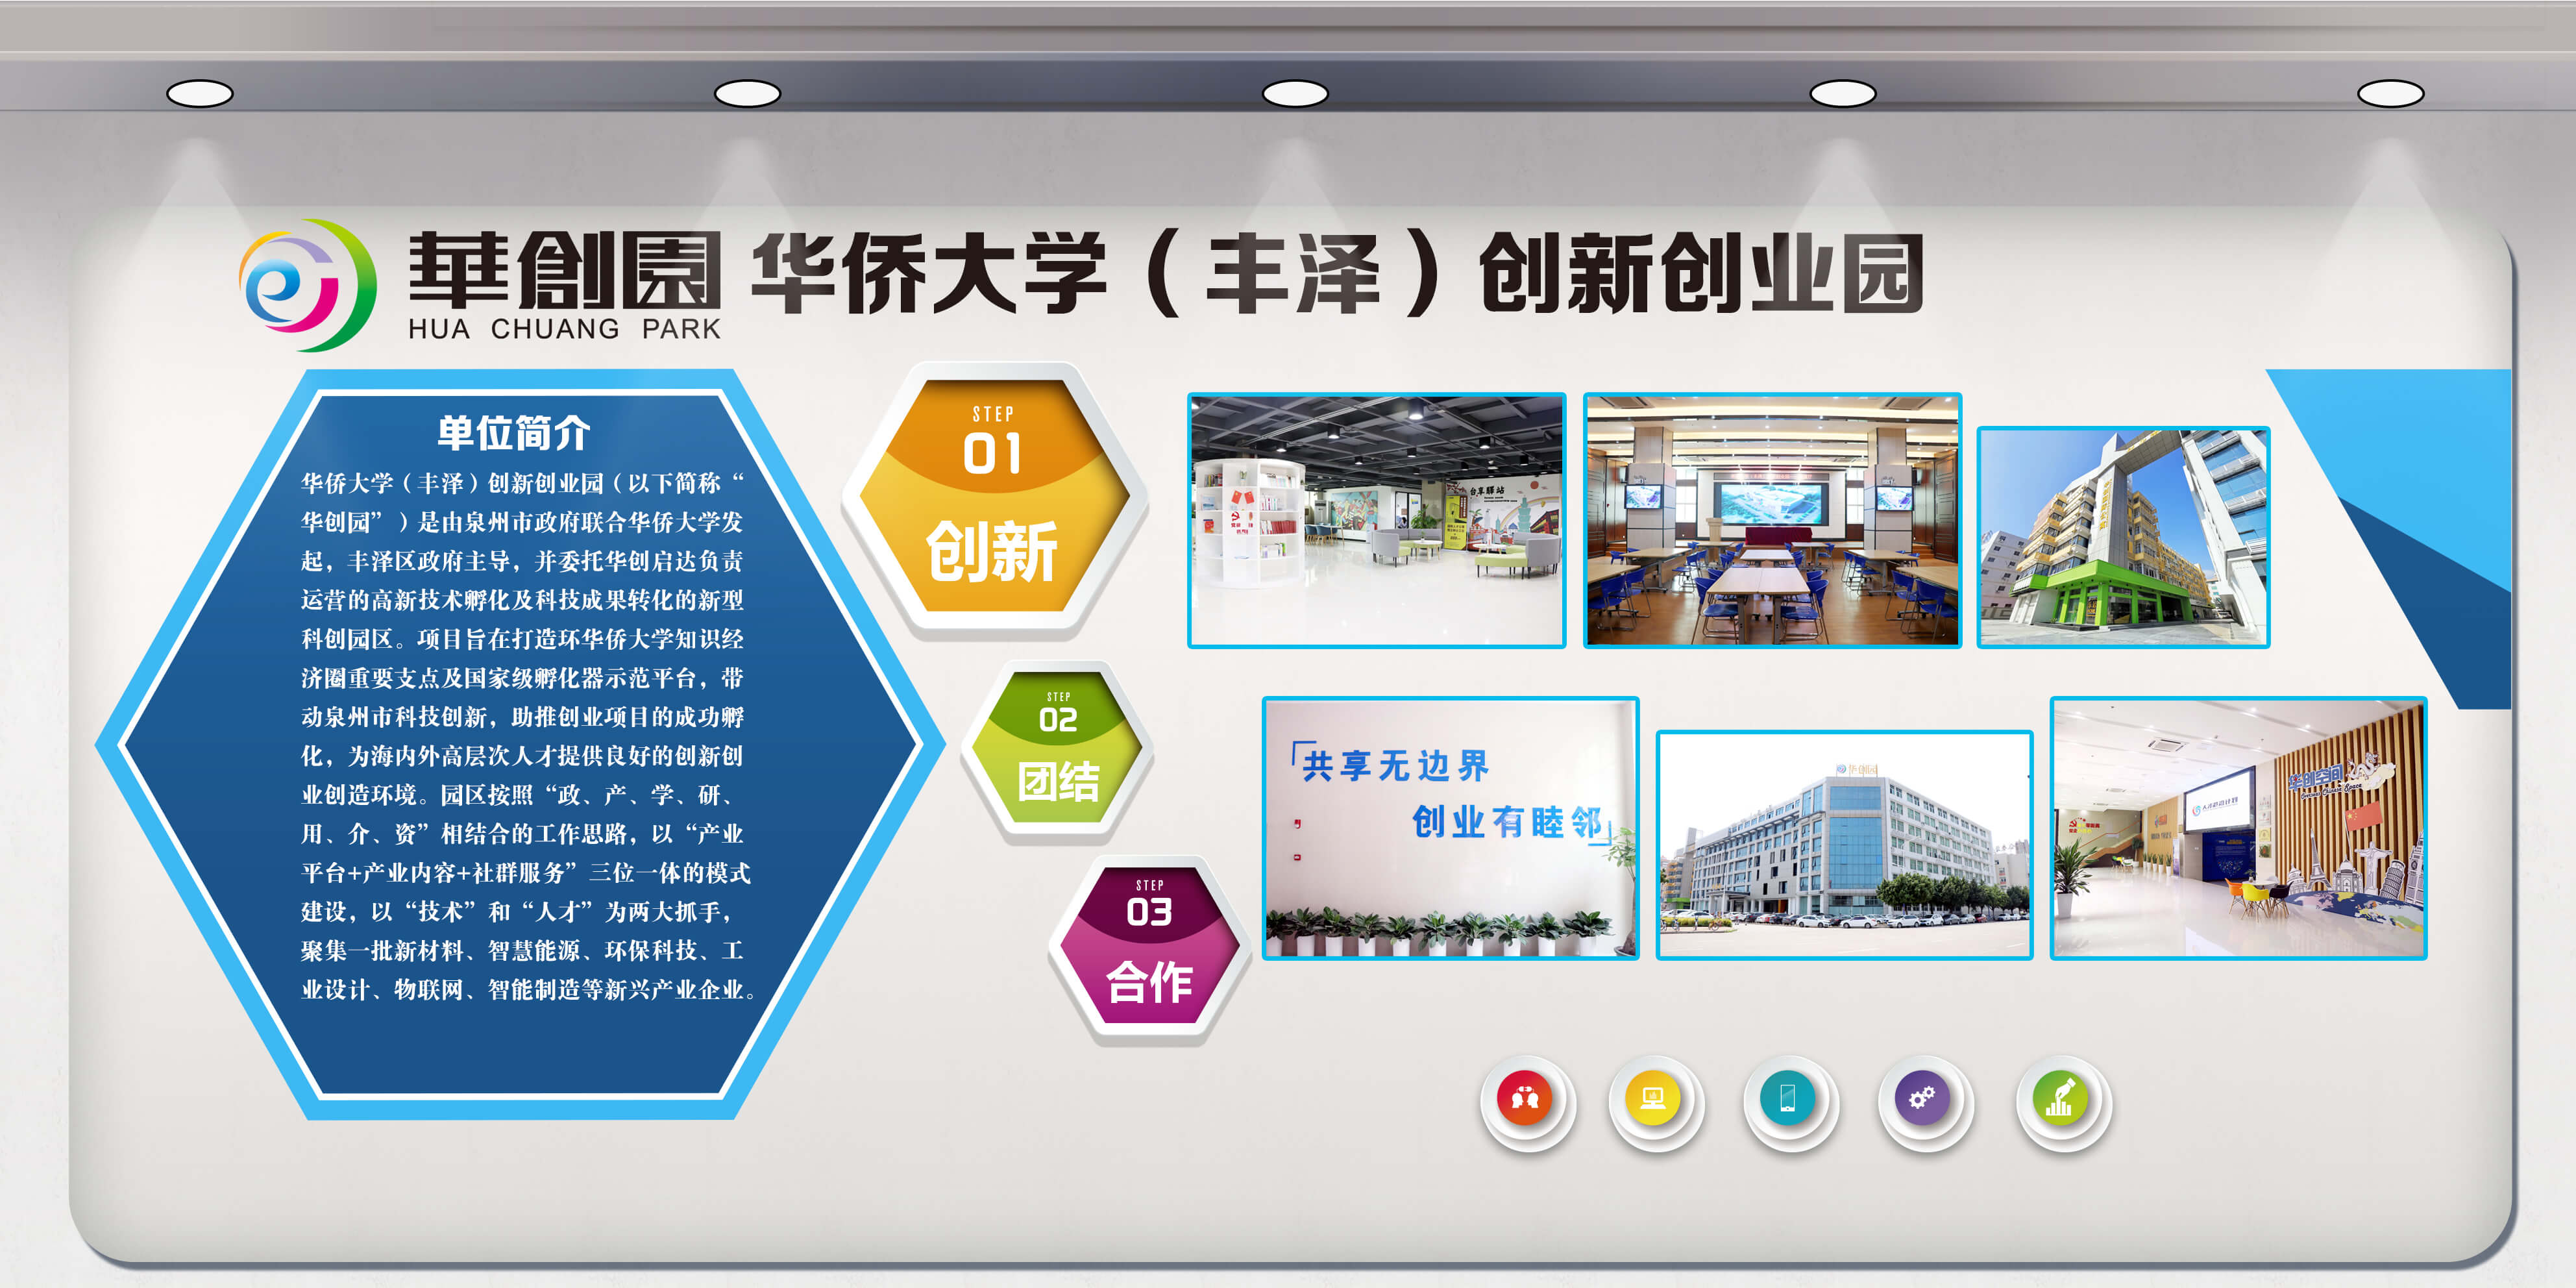 華創園
HUA CHUANG PARK
华侨大学（丰泽）创新创业园
单位简介
华侨大学（丰泽）创新创业园（以下简称“
华创园”）是由泉州市政府联合华侨大学发
起，丰泽区政府主导，并委托华创启达负责
运营的高新技术孵化及科技成果转化的新型
科创园区。项目旨在打造环华侨大学知识经
济圈重要支点及国家级孵化器示范平台，带
动泉州市科技创新，助推创业项目的成功孵
化，为海内外高层次人才提供良好的创新创
业创造环境。园区按照“政、产、学、研、
用、介、资”相结合的工作思路，以“产业
平台+产业内容+社群服务”三位一体的模式
建设，以“技术”和“人才”为两大抓手，
聚集一批新材料、智慧能源、环保科技、工
业设计、物联网、智能制造等新兴产业企业。
STEP
01
创新
STEP
02
团结
STEP
03
合作
台享驿站
「共享无边界
创业有睦邻」
华创园
华创空间
Overseas Chinese Space